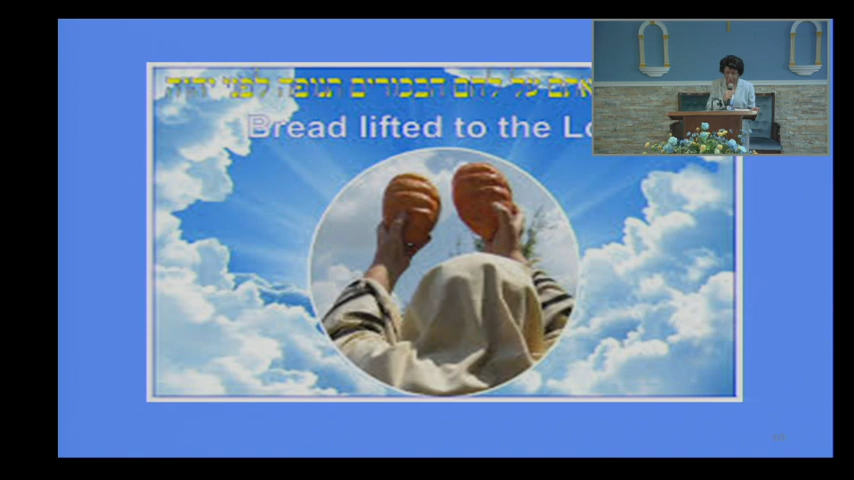 אתם על לחם הבכורים תנופה לפני יהוה
Bread lifted to the Lo